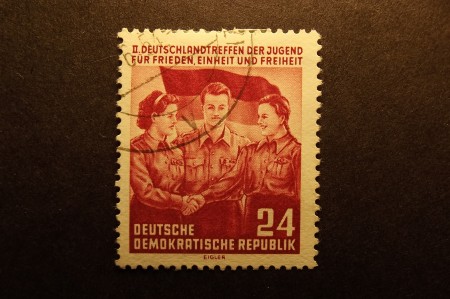 II. DEUTSCHLANDTREFFEN DER JUGEND
FÜR FRIEDEN, EINHEIT UND FREIHEIT
24
DEUTSCHE
DEMOKRATISCHE REPUBLIK
EIGLER